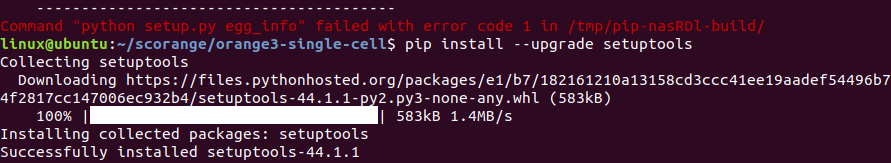 ----------------------------------------
Command "python setup.py egg_info" failed with error code 1 in /tmp/pip-nasRDl-build/
linux@ubuntu:~/scorange/orange3-single-cell$ pip install --upgrade setuptools
Collecting setuptools
  Downloading https://files.pythonhosted.org/packages/e1/b7/182161210a13158cd3ccc41ee19aadef54496b7
4f2817cc147006ec932b4/setuptools-44.1.1-py2.py3-none-any.whl (583kB)
    100% |████████████████████████████████| 583kB 1.4MB/s
Installing collected packages: setuptools
Successfully installed setuptools-44.1.1